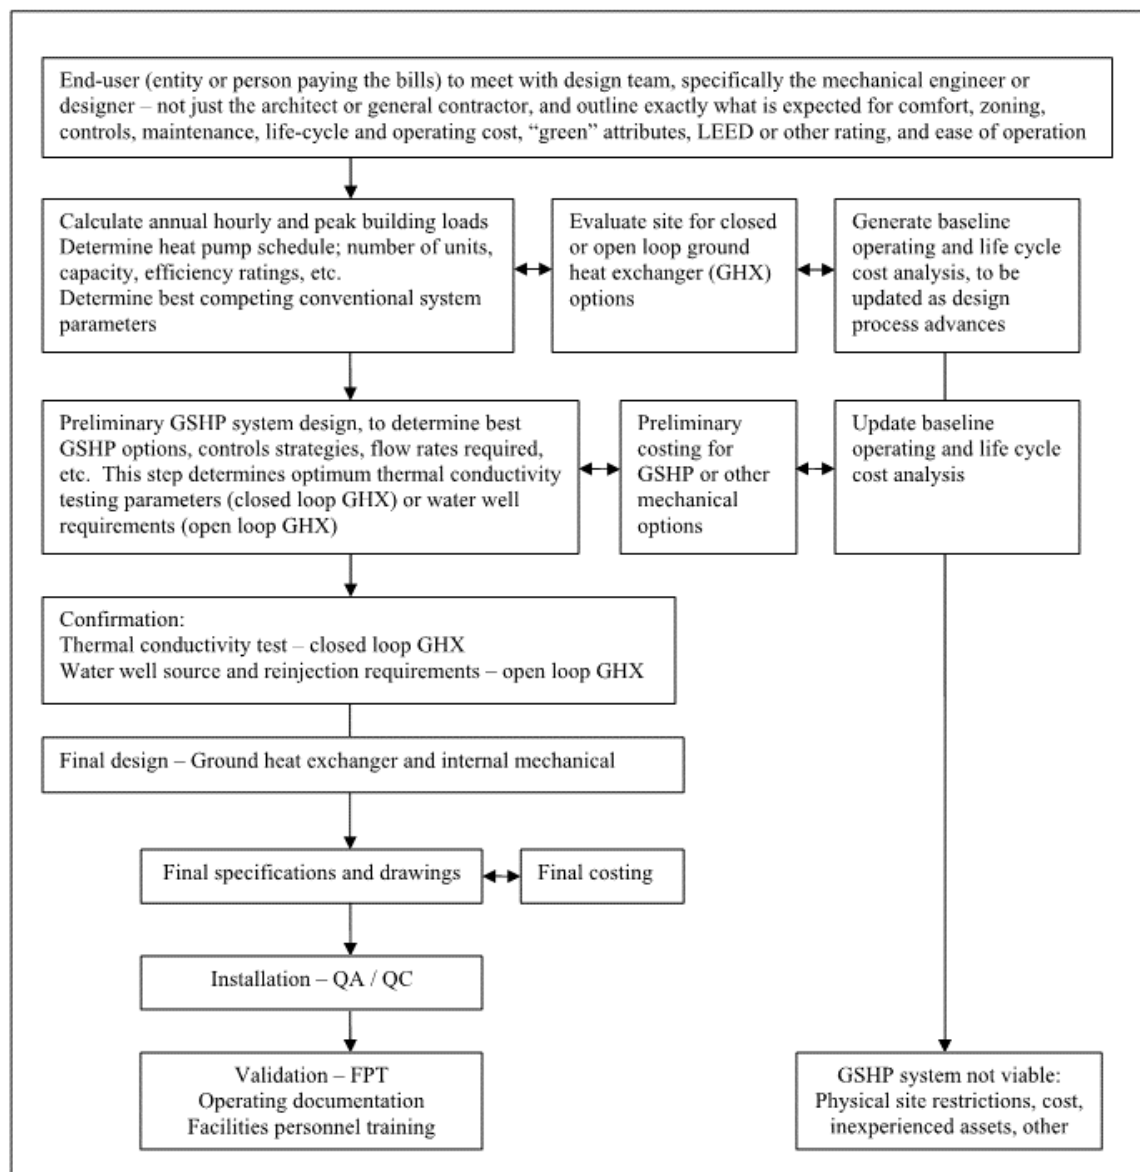 End-user (entity or person paying the bills) to meet with design team, specifically the mechanical engineer or
designer – not just the architect or general contractor, and outline exactly what is expected for comfort, zoning,
controls, maintenance, life-cycle and operating cost, “green” attributes, LEED or other rating, and ease of operation
Calculate annual hourly and peak building loads
Determine heat pump schedule; number of units,
capacity, efficiency ratings, etc.
Determine best competing conventional system
parameters
Evaluate site for closed
or open loop ground
heat exchanger (GHX)
options
Generate baseline
operating and life cycle
cost analysis, to be
updated as design
process advances
Preliminary GSHP system design, to determine best
GSHP options, controls strategies, flow rates required,
etc.  This step determines optimum thermal conductivity
testing parameters (closed loop GHX) or water well
requirements (open loop GHX)
Preliminary
costing for
GSHP or other
mechanical
options
Update baseline
operating and life cycle
cost analysis
Confirmation:
Thermal conductivity test – closed loop GHX
Water well source and reinjection requirements – open loop GHX
Final design – Ground heat exchanger and internal mechanical
Final specifications and drawings
Final costing
Installation – QA / QC
Validation – FPT
Operating documentation
Facilities personnel training
GSHP system not viable:
Physical site restrictions, cost,
inexperienced assets, other